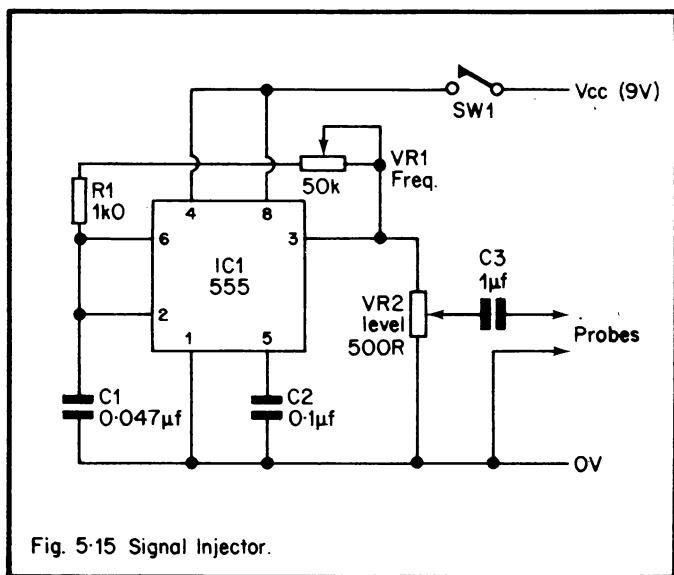 Vcc (9V)
SW1
VR1
Freq.
50k
R1
1k0
4
8
6
3
IC1
555
2
1
5
C3
1µf
VR2
level
500R
Probes
C1
0·047µf
C2
0·1µf
0V
Fig. 5·15 Signal Injector.